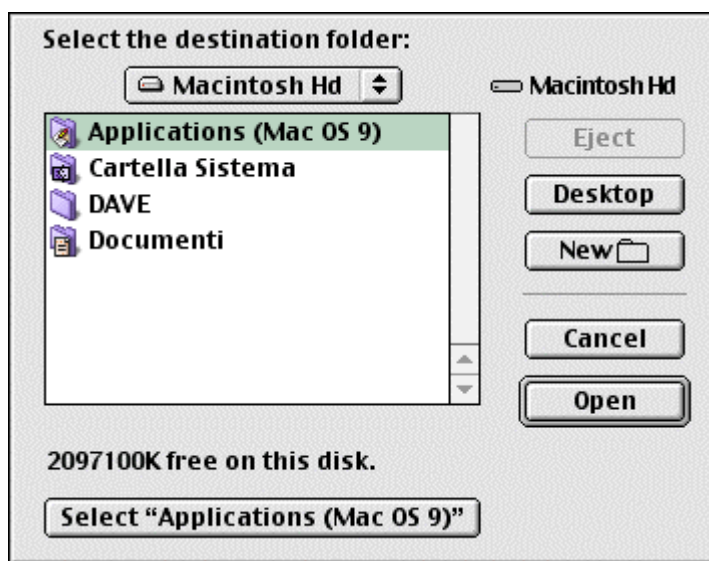 Select the destination folder:
Macintosh Hd
Macintosh Hd
Applications (Mac OS 9)
Cartella Sistema
DAVE
Documenti
Eject
Desktop
New
Cancel
Open
2097100K free on this disk.
Select “Applications (Mac OS 9)”